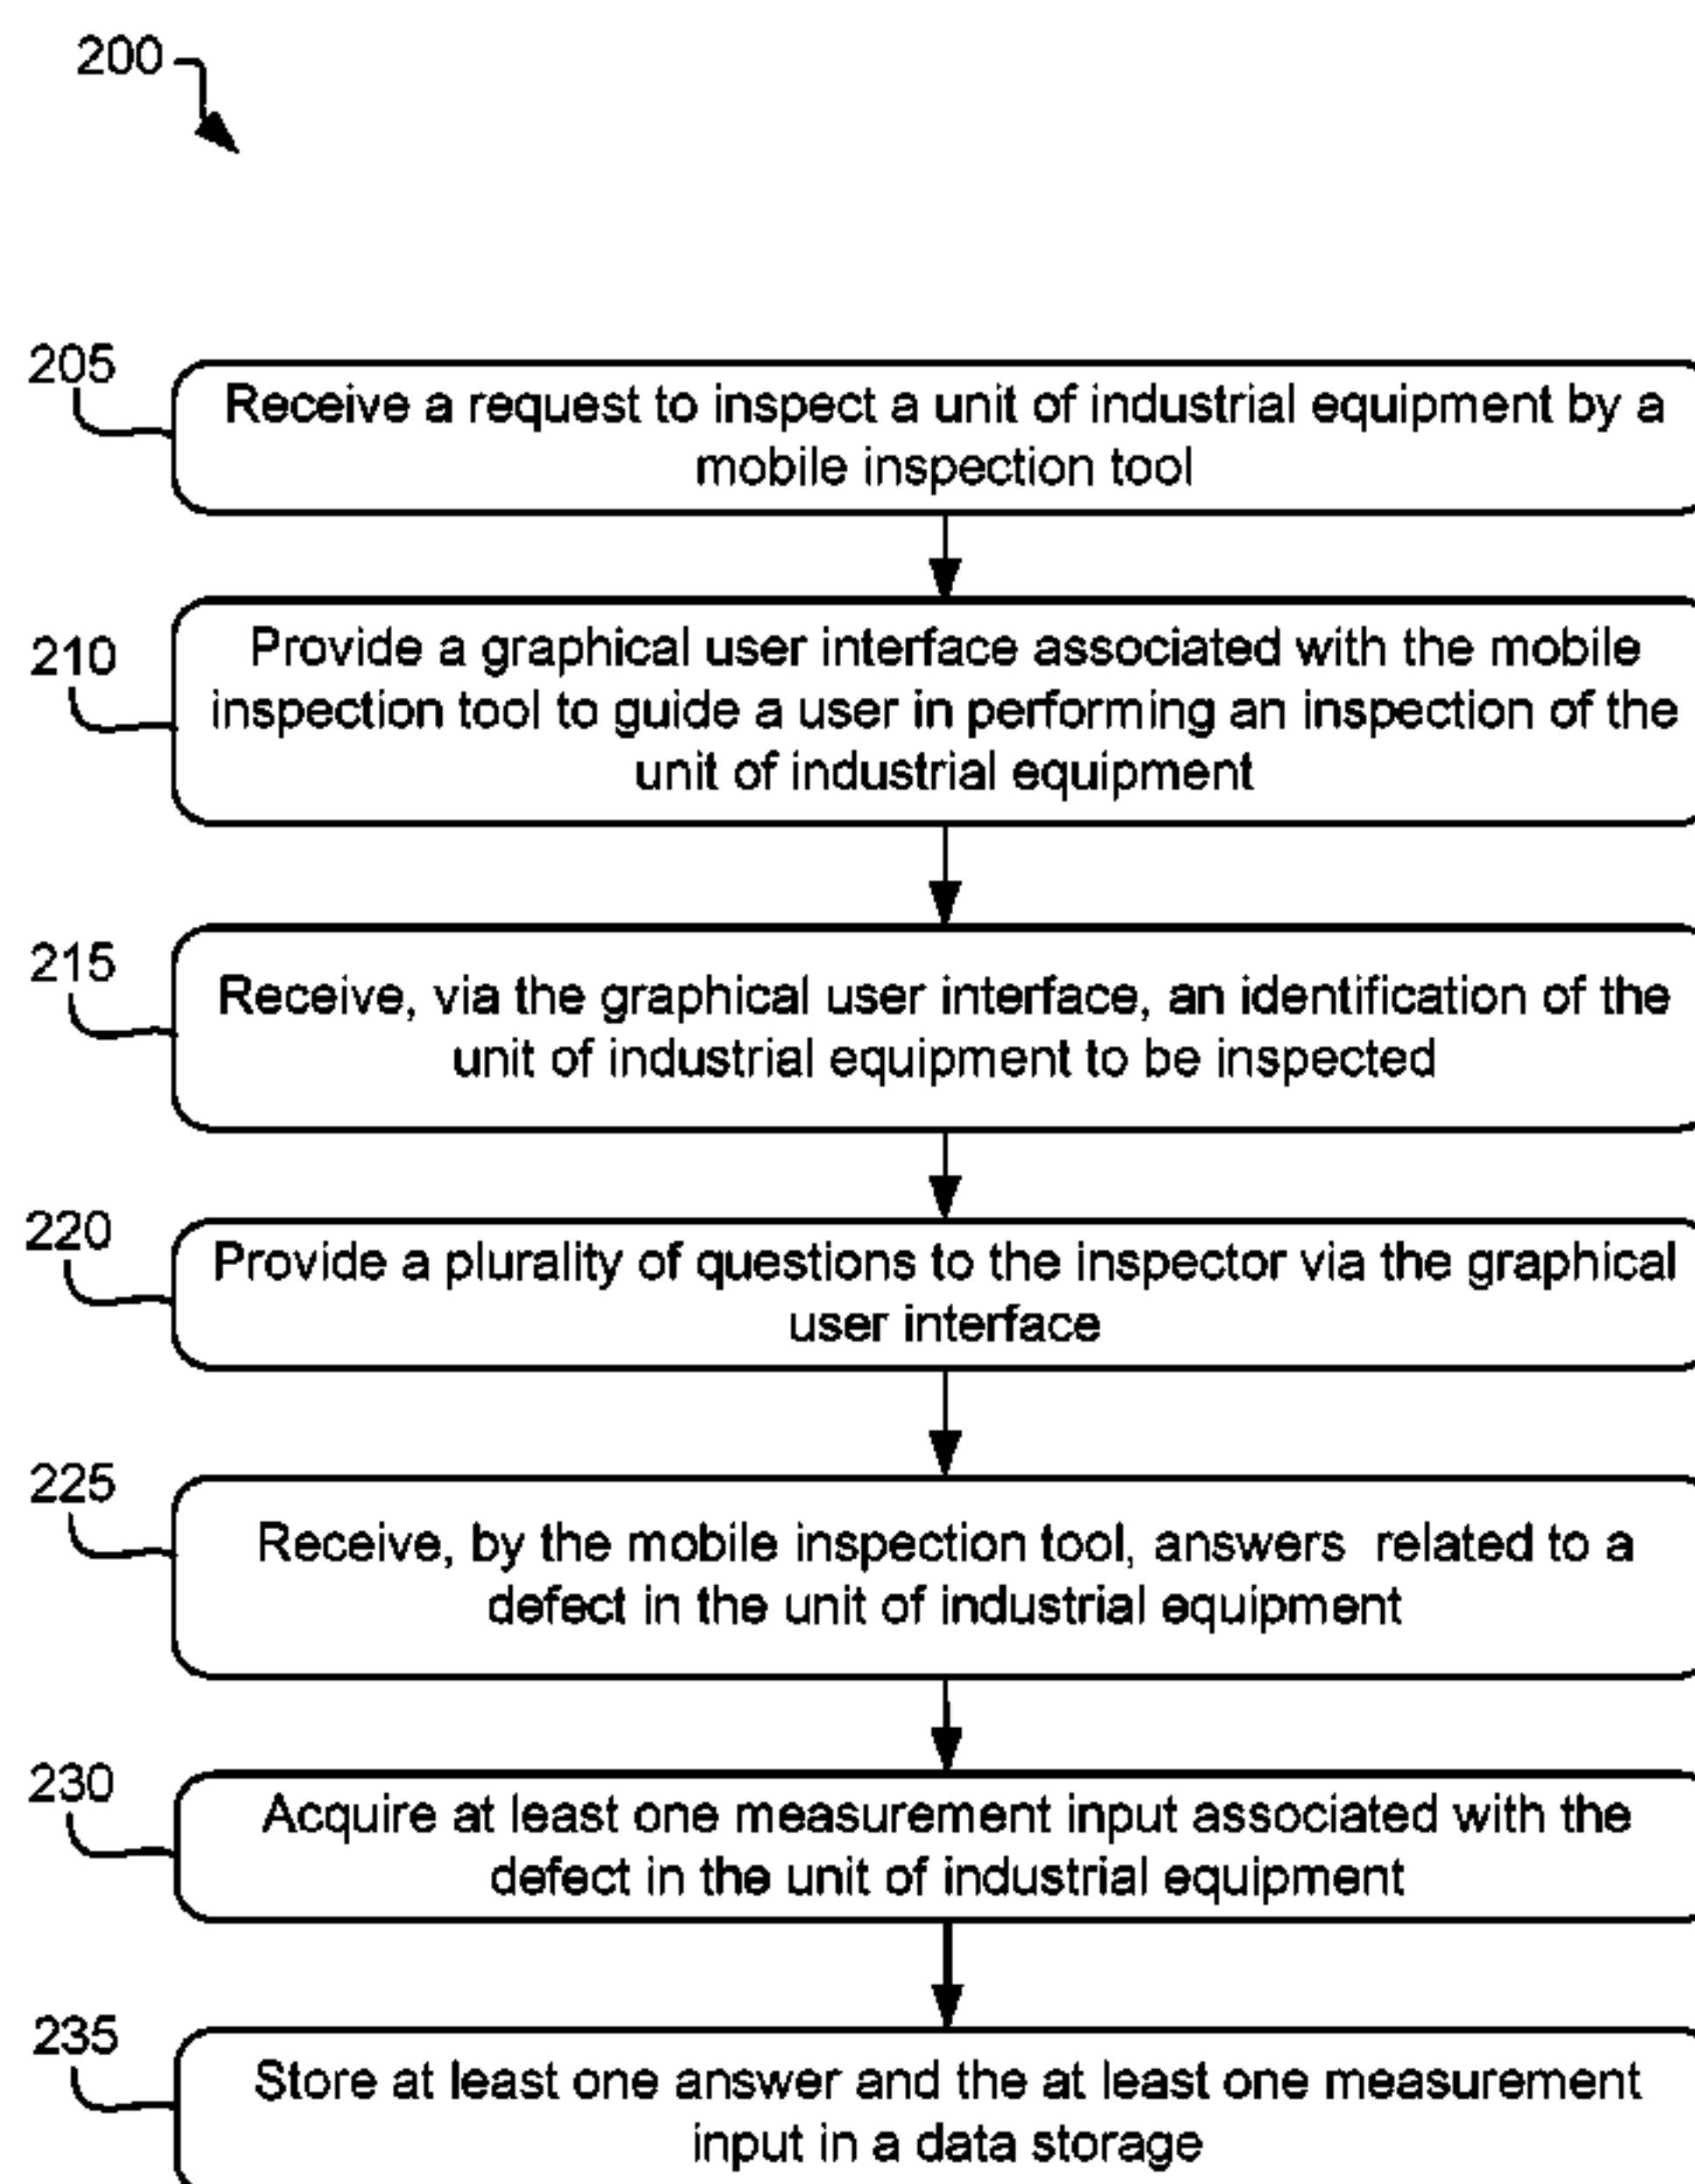 200
205
Receive a request to inspect a unit of industrial equipment by a
mobile inspection tool
210
Provide a graphical user interface associated with the mobile
inspection tool to guide a user in performing an inspection of the
unit of industrial equipment
215
Receive, via the graphical user interface, an identification of the
unit of industrial equipment to be inspected
220
Provide a plurality of questions to the inspector via the graphical
user interface
225
Receive, by the mobile inspection tool, answers  related to a
defect in the unit of industrial equipment
230
Acquire at least one measurement input associated with the
defect in the unit of industrial equipment
235
Store at least one answer and the at least one measurement
input in a data storage